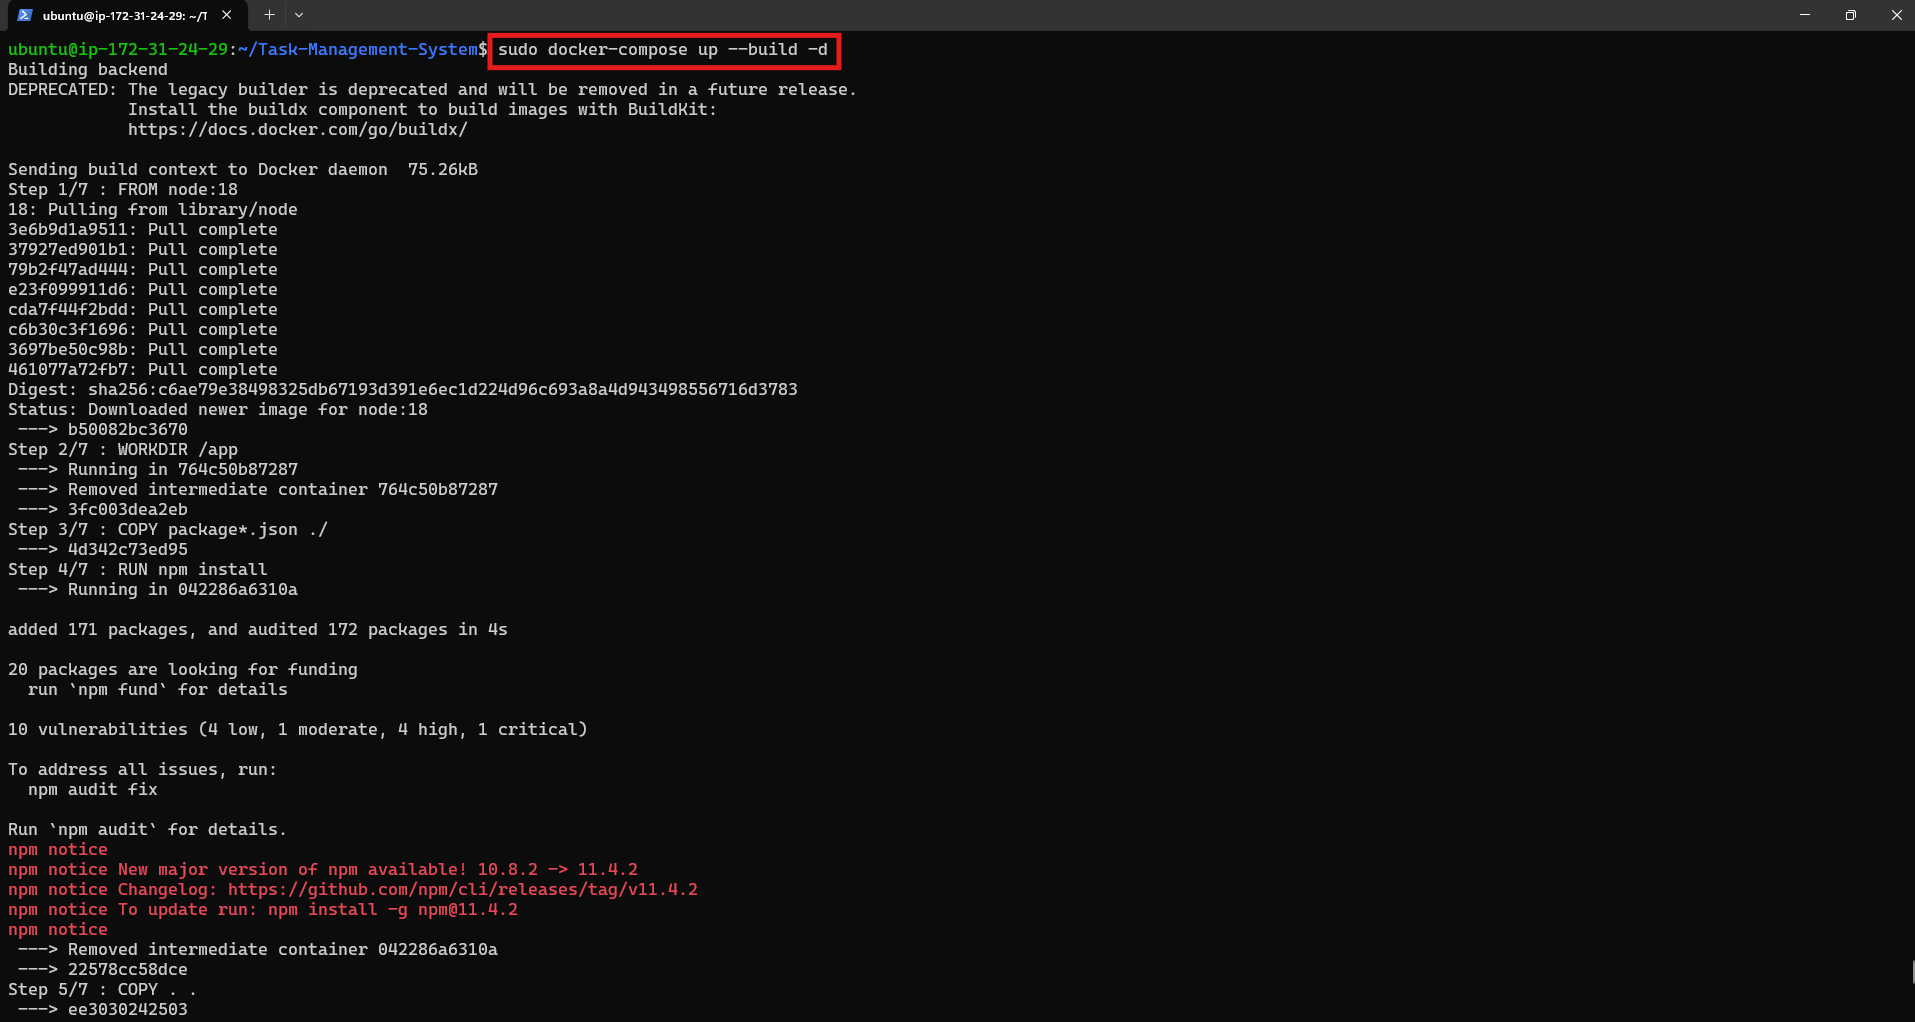 ubuntu@ip-172-31-24-29: ~/T
ubuntu@ip-172-31-24-29:~/Task-Management-System$ sudo docker-compose up --build -d
Building backend
DEPRECATED: The legacy builder is deprecated and will be removed in a future release.
            Install the buildx component to build images with BuildKit:
            https://docs.docker.com/go/buildx/

Sending build context to Docker daemon  75.26kB
Step 1/7 : FROM node:18
18: Pulling from library/node
3e6b9d1a9511: Pull complete
37927ed901b1: Pull complete
79b2f47ad444: Pull complete
e23f099911d6: Pull complete
cda7f44f2bdd: Pull complete
c6b30c3f1696: Pull complete
3697be50c98b: Pull complete
461077a72fb7: Pull complete
Digest: sha256:c6ae79e38498325db67193d391e6ec1d224d96c693a8a4d943498556716d3783
Status: Downloaded newer image for node:18
 ---> b50082bc3670
Step 2/7 : WORKDIR /app
 ---> Running in 764c50b87287
 ---> Removed intermediate container 764c50b87287
 ---> 3fc003dea2eb
Step 3/7 : COPY package*.json ./
 ---> 4d342c73ed95
Step 4/7 : RUN npm install
 ---> Running in 042286a6310a

added 171 packages, and audited 172 packages in 4s

20 packages are looking for funding
  run `npm fund` for details

10 vulnerabilities (4 low, 1 moderate, 4 high, 1 critical)

To address all issues, run:
  npm audit fix

Run `npm audit` for details.
npm notice
npm notice New major version of npm available! 10.8.2 -> 11.4.2
npm notice Changelog: https://github.com/npm/cli/releases/tag/v11.4.2
npm notice To update run: npm install -g npm@11.4.2
npm notice
 ---> Removed intermediate container 042286a6310a
 ---> 22578cc58dce
Step 5/7 : COPY . .
 ---> ee3030242503